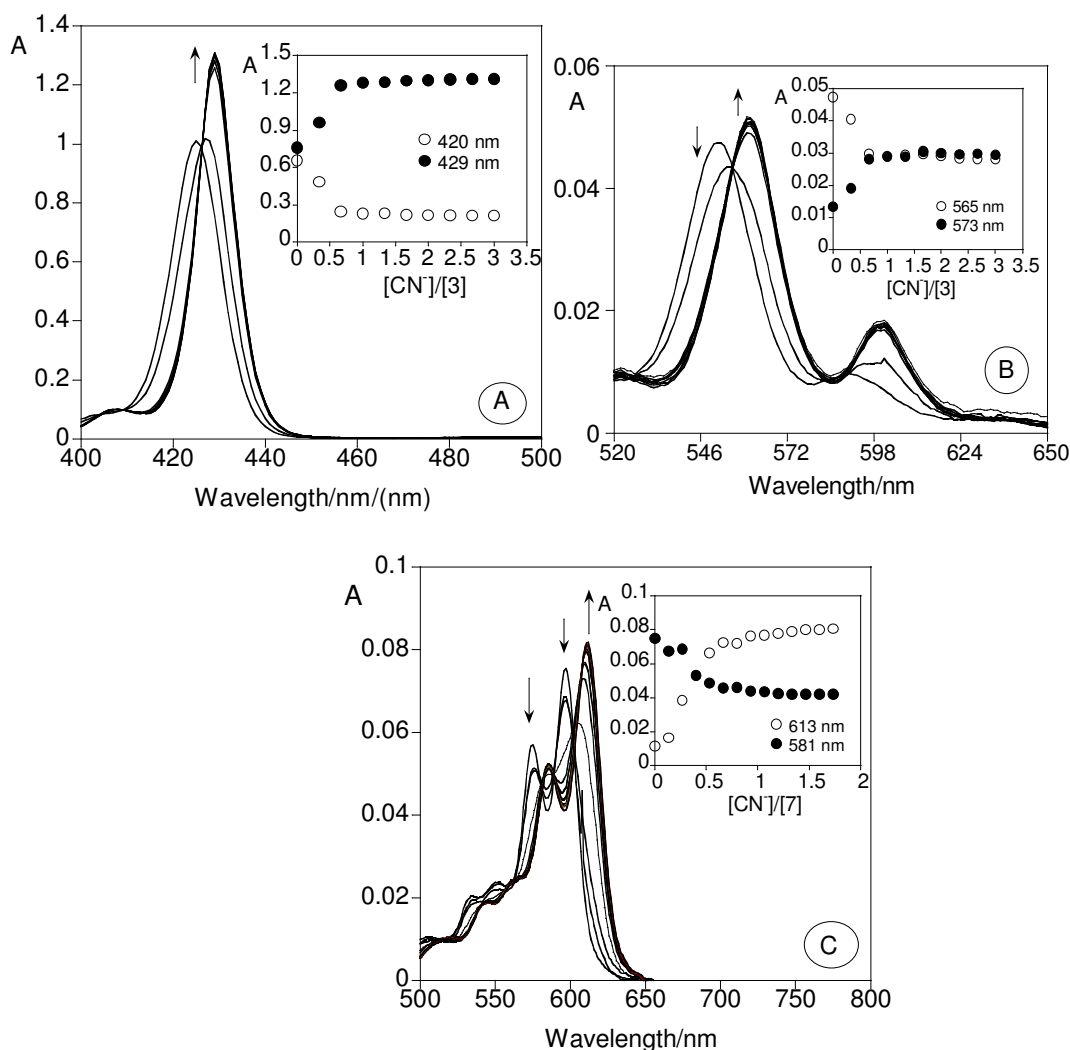 A
1.4
1.2
1
0.8
0.6
0.4
0.2
0
400 420 440 460 480 500
Wavelength/nm/(nm)
A
A
1.5
1.2
0.9
0.6
0.3
0
0 0.5 1 1.5 2 2.5 3 3.5
[CN-]/[3]
420 nm
429 nm
A
0.06
0.04
0.02
0
520 546 572 598 624 650
Wavelength/nm
B
A
0.05
0.04
0.03
0.02
0.01
0
0 0.5 1 1.5 2 2.5 3 3.5
[CN-]/[3]
565 nm
573 nm
A
0.1
0.08
0.06
0.04
0.02
0
500 550 600 650 700 750 800
Wavelength/nm
C
A
0.1
0.08
0.06
0.04
0.02
0
0 0.5 1 1.5 2
[CN-]/[7]
613 nm
581 nm